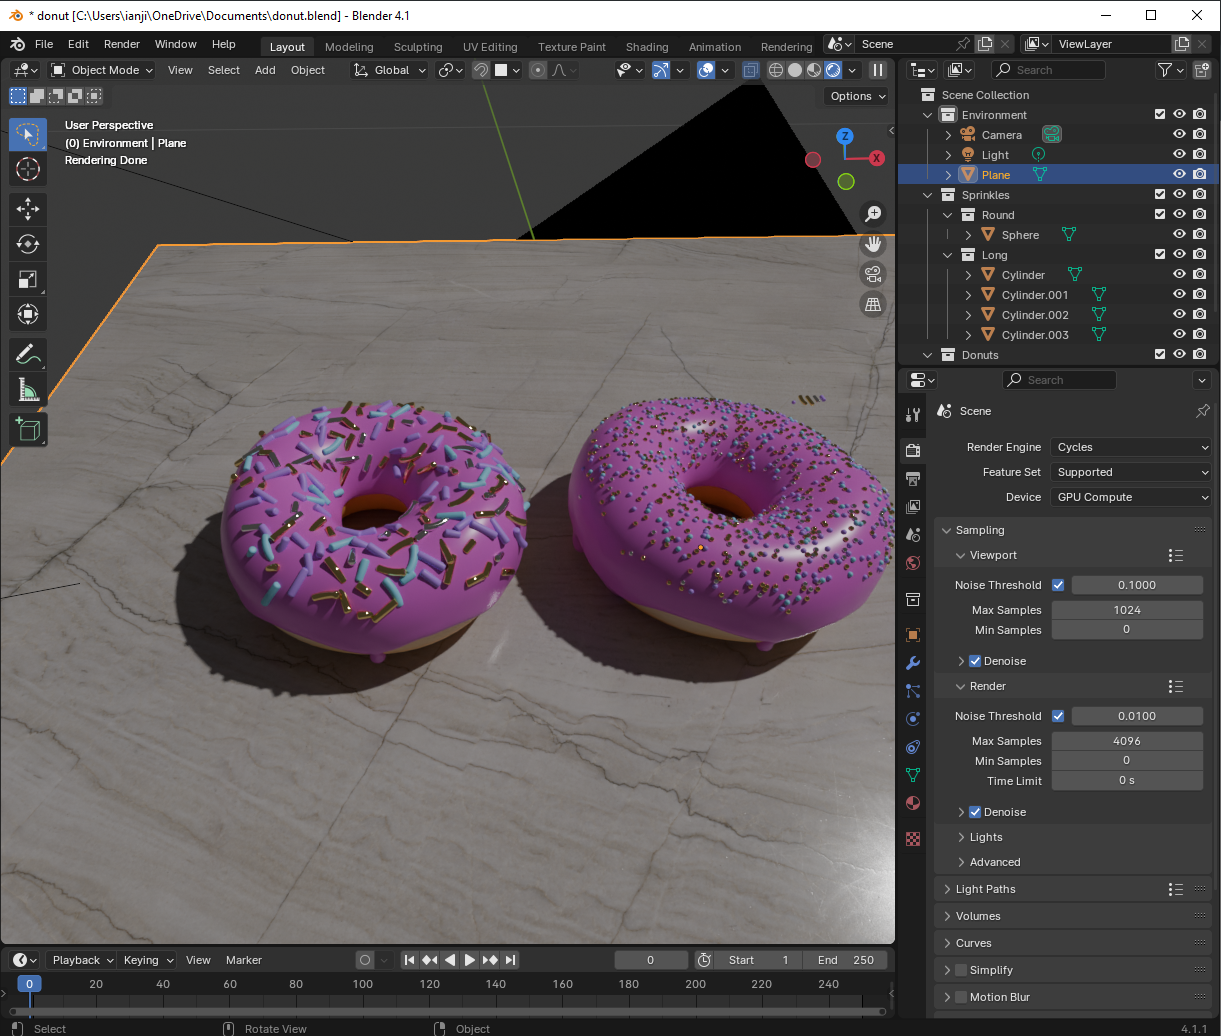 * donut [C:\Users\ianji\OneDrive\Documents\donut.blend] - Blender 4.1
File Edit Render Window Help Layout Modeling Sculpting UV Editing Texture Paint Shading Animation Rendering Scene ViewLayer
Object Mode View Select Add Object Global Search
Options
User Perspective
(0) Environment | Plane
Rendering Done
Z
X
Scene Collection
Environment
Camera
Light
Plane
Sprinkles
Round
Sphere
Long
Cylinder
Cylinder.001
Cylinder.002
Cylinder.003
Donuts
Search
Scene
Render Engine Cycles
Feature Set Supported
Device GPU Compute
Sampling
Viewport
Noise Threshold 0.1000
Max Samples 1024
Min Samples 0
Denoise
Render
Noise Threshold 0.0100
Max Samples 4096
Min Samples 0
Time Limit 0 s
Denoise
Lights
Advanced
Light Paths
Volumes
Curves
Simplify
Motion Blur
Playback Keying View Marker 0 Start 1 End 250
0 20 40 60 80 100 120 140 160 180 200 220 240
Select Rotate View Object 4.1.1